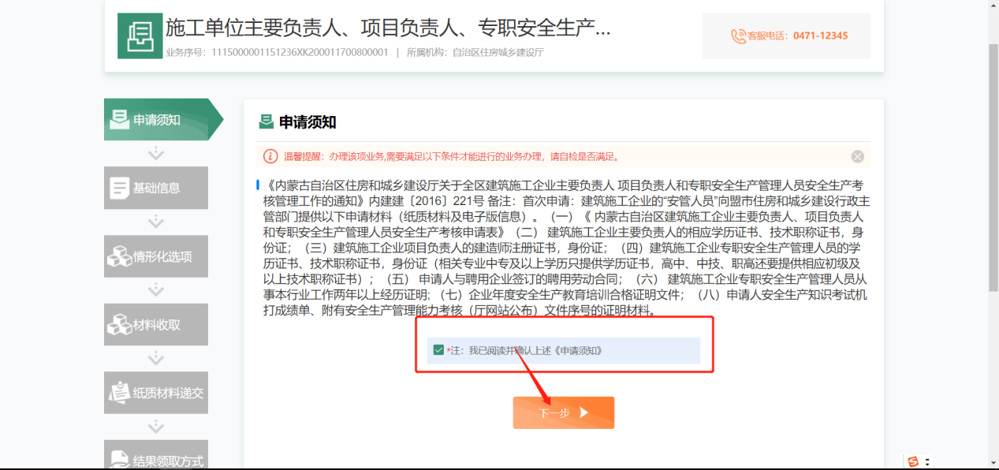 施工单位主要负责人、项目负责人、专职安全生产...
业务序号：1115000001151236XK200011700800001 | 所属机构：自治区住房城乡建设厅
客服电话：0471-12345
申请须知
基础信息
情形化选项
材料收取
纸质材料递交
结果领取方式
申请须知
温馨提醒：办理该项业务,需要满足以下条件才能进行的业务办理，请自检是否满足。
《内蒙古自治区住房和城乡建设厅关于全区建筑施工企业主要负责人 项目负责人和专职安全生产管理人员安全生产考
核管理工作的通知》内建建〔2016〕221号 备注：首次申请：建筑施工企业的“安管人员”向盟市住房和城乡建设行政主
管部门提供以下申请材料（纸质材料及电子版信息）。（一）《 内蒙古自治区建筑施工企业主要负责人、项目负责人
和专职安全生产管理人员安全生产考核申请表》（二） 建筑施工企业主要负责人的相应学历证书、技术职称证书，身
份证；（三）建筑施工企业项目负责人的建造师注册证书，身份证；（四）建筑施工企业专职安全生产管理人员的学
历证书、技术职称证书，身份证（相关专业中专及以上学历只提供学历证书，高中、中技、职高还要提供相应初级及
以上技术职称证书）；（五） 申请人与聘用企业签订的聘用劳动合同；（六） 建筑施工企业专职安全生产管理人员从
事本行业工作两年以上经历证明;（七）企业年度安全生产教育培训合格证明文件；（八）申请人安全生产知识考试机
打成绩单、附有安全生产管理能力考核（厅网站公布）文件序号的证明材料。
*注：我已阅读并确认上述《申请须知》
下一步